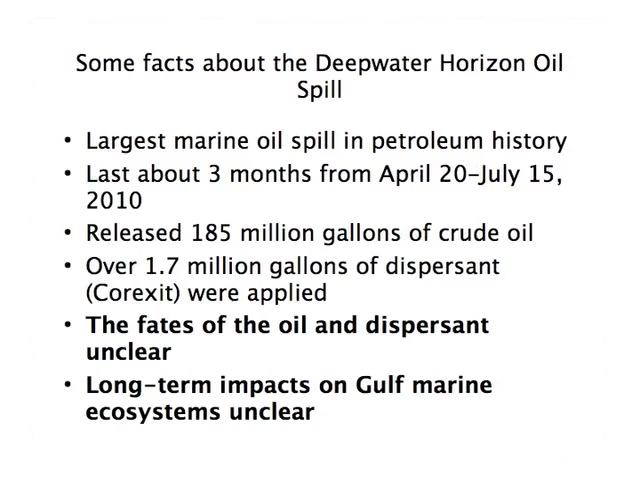 Some facts about the Deepwater Horizon Oil
Spill
• Largest marine oil spill in petroleum history
• Last about 3 months from April 20-July 15,
2010
• Released 185 million gallons of crude oil
• Over 1.7 million gallons of dispersant
(Corexit) were applied
• The fates of the oil and dispersant
unclear
• Long-term impacts on Gulf marine
ecosystems unclear